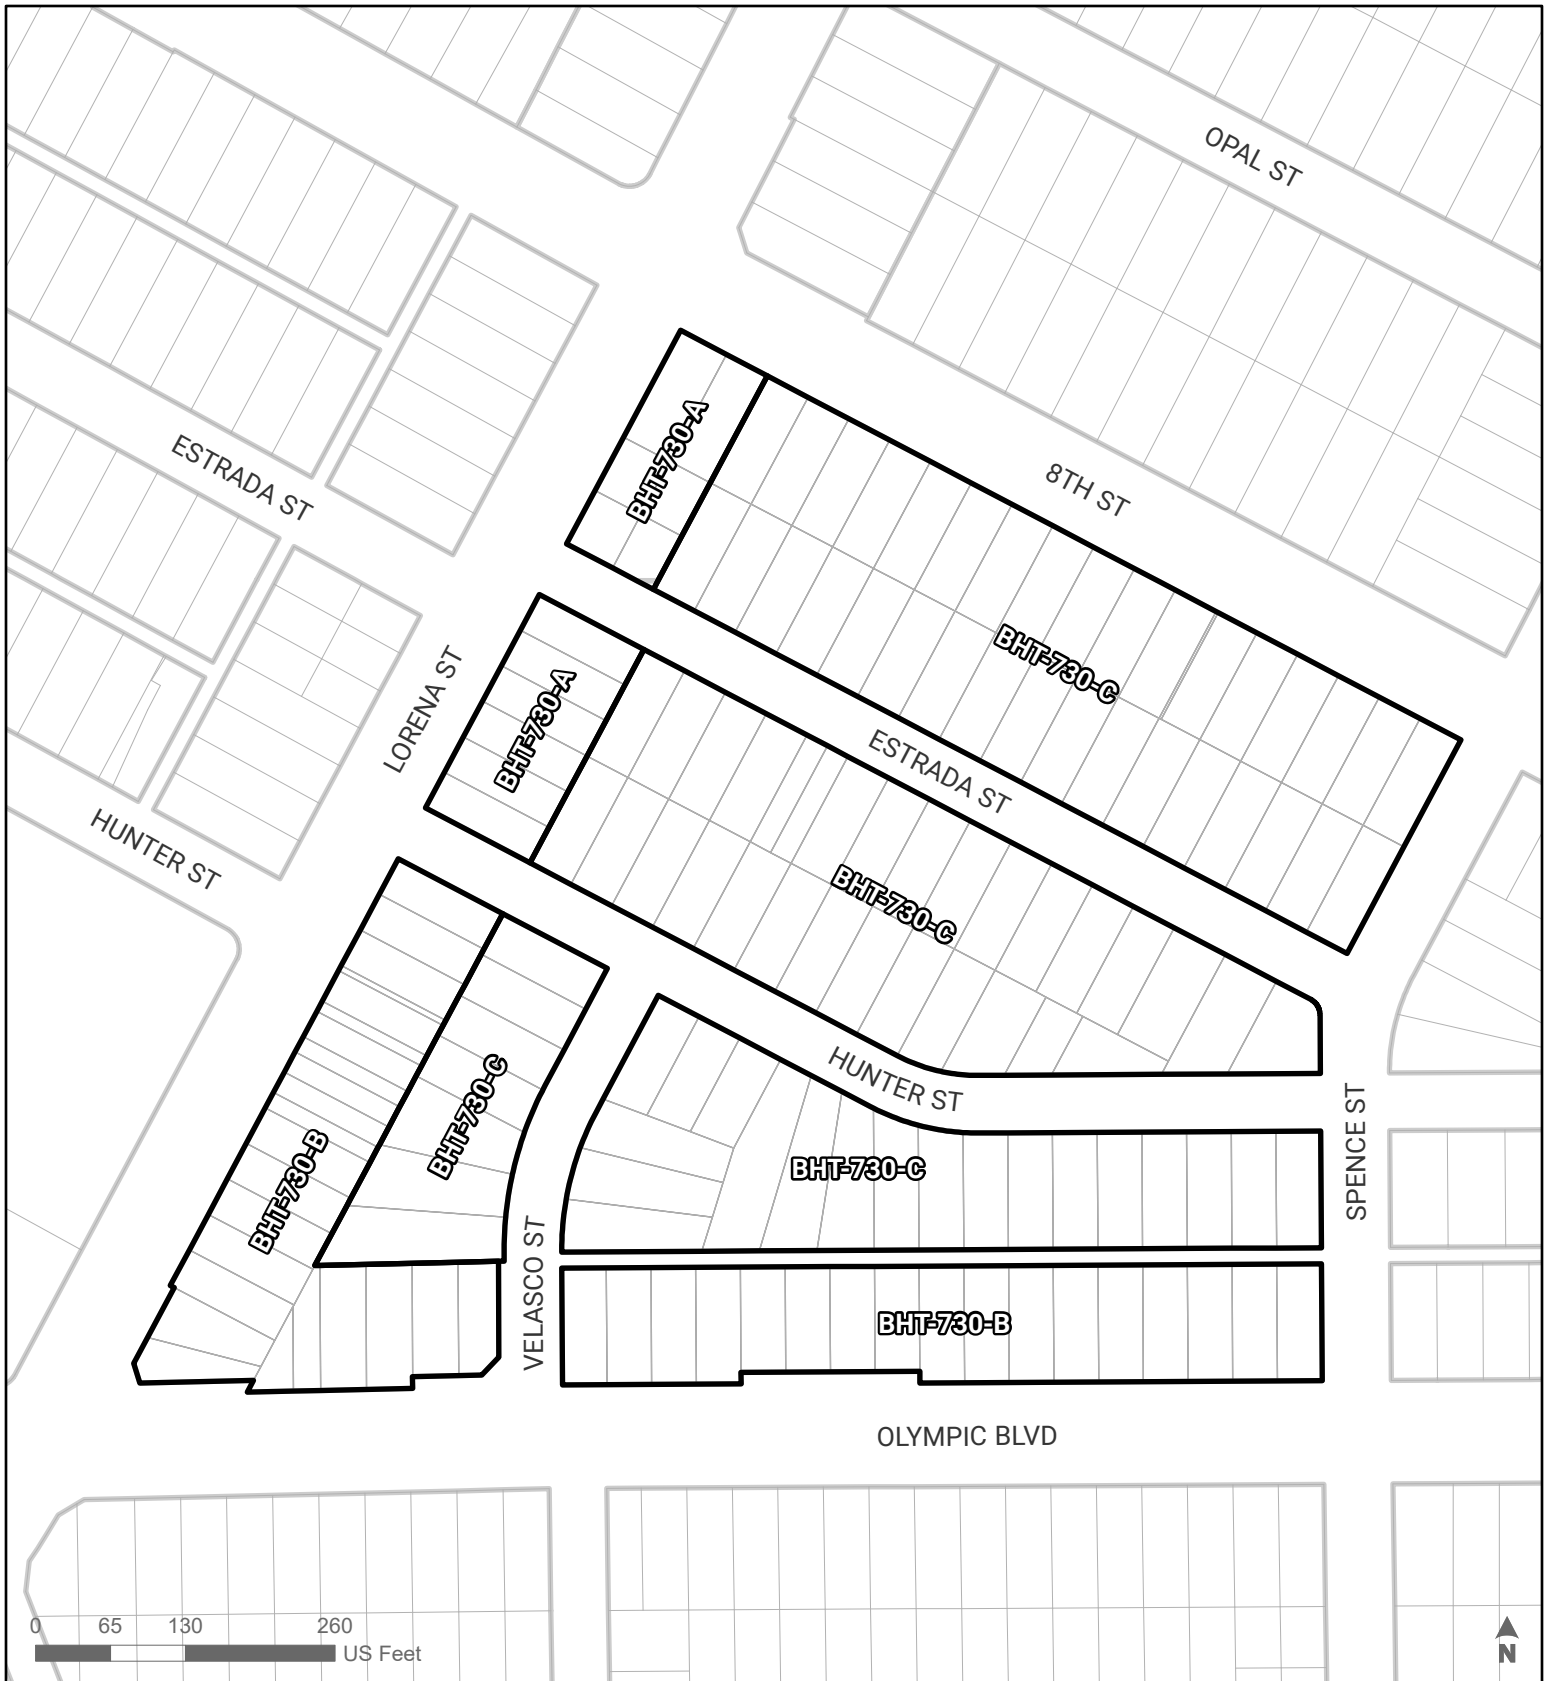 OPAL ST
8TH ST
BHT-730-A
ESTRADA ST
BHT-730-C
LORENA ST
BHT-730-A
ESTRADA ST
HUNTER ST
BHT-730-C
HUNTER ST
BHT-730-C
SPENCE ST
BHT-730-B
BHT-730-C
VELASCO ST
BHT-730-B
OLYMPIC BLVD
0 65 130 260
US Feet
N